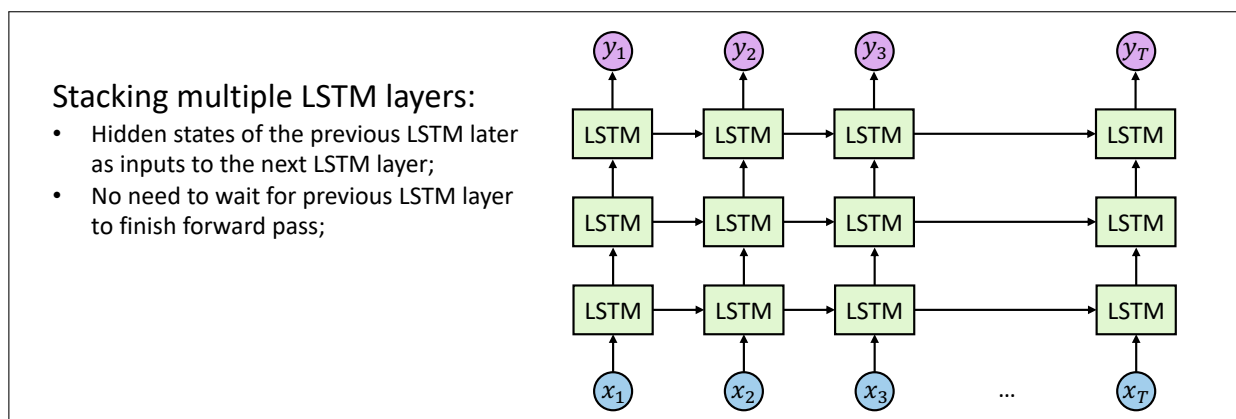 Stacking multiple LSTM layers:
• Hidden states of the previous LSTM later
as inputs to the next LSTM layer;
• No need to wait for previous LSTM layer
to finish forward pass;
y₁ y₂ y₃ y_T
LSTM LSTM LSTM LSTM
LSTM LSTM LSTM LSTM
LSTM LSTM LSTM LSTM
x₁ x₂ x₃ ... x_T